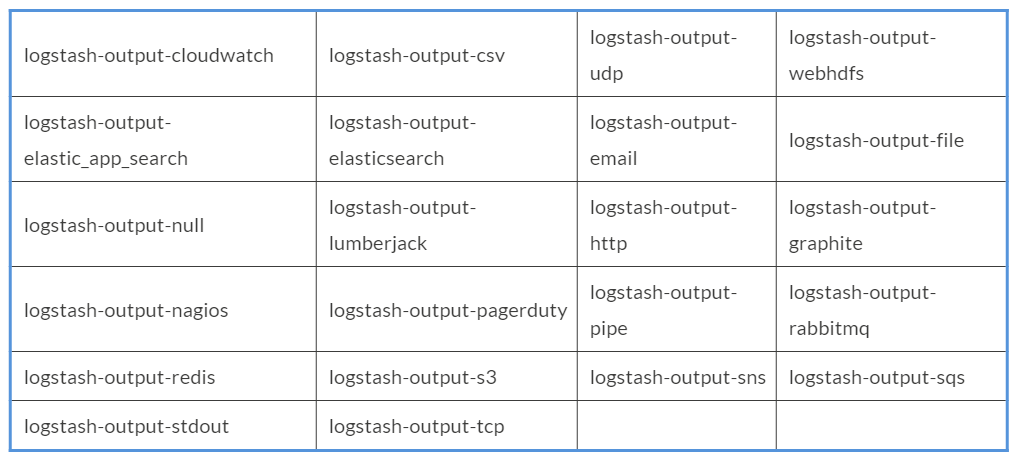 logstash-output-cloudwatch
logstash-output-csv
logstash-output-
udp
logstash-output-
webhdfs
logstash-output-
elastic_app_search
logstash-output-
elasticsearch
logstash-output-
email
logstash-output-file
logstash-output-null
logstash-output-
lumberjack
logstash-output-
http
logstash-output-
graphite
logstash-output-nagios
logstash-output-pagerduty
logstash-output-
pipe
logstash-output-
rabbitmq
logstash-output-redis
logstash-output-s3
logstash-output-sns
logstash-output-sqs
logstash-output-stdout
logstash-output-tcp